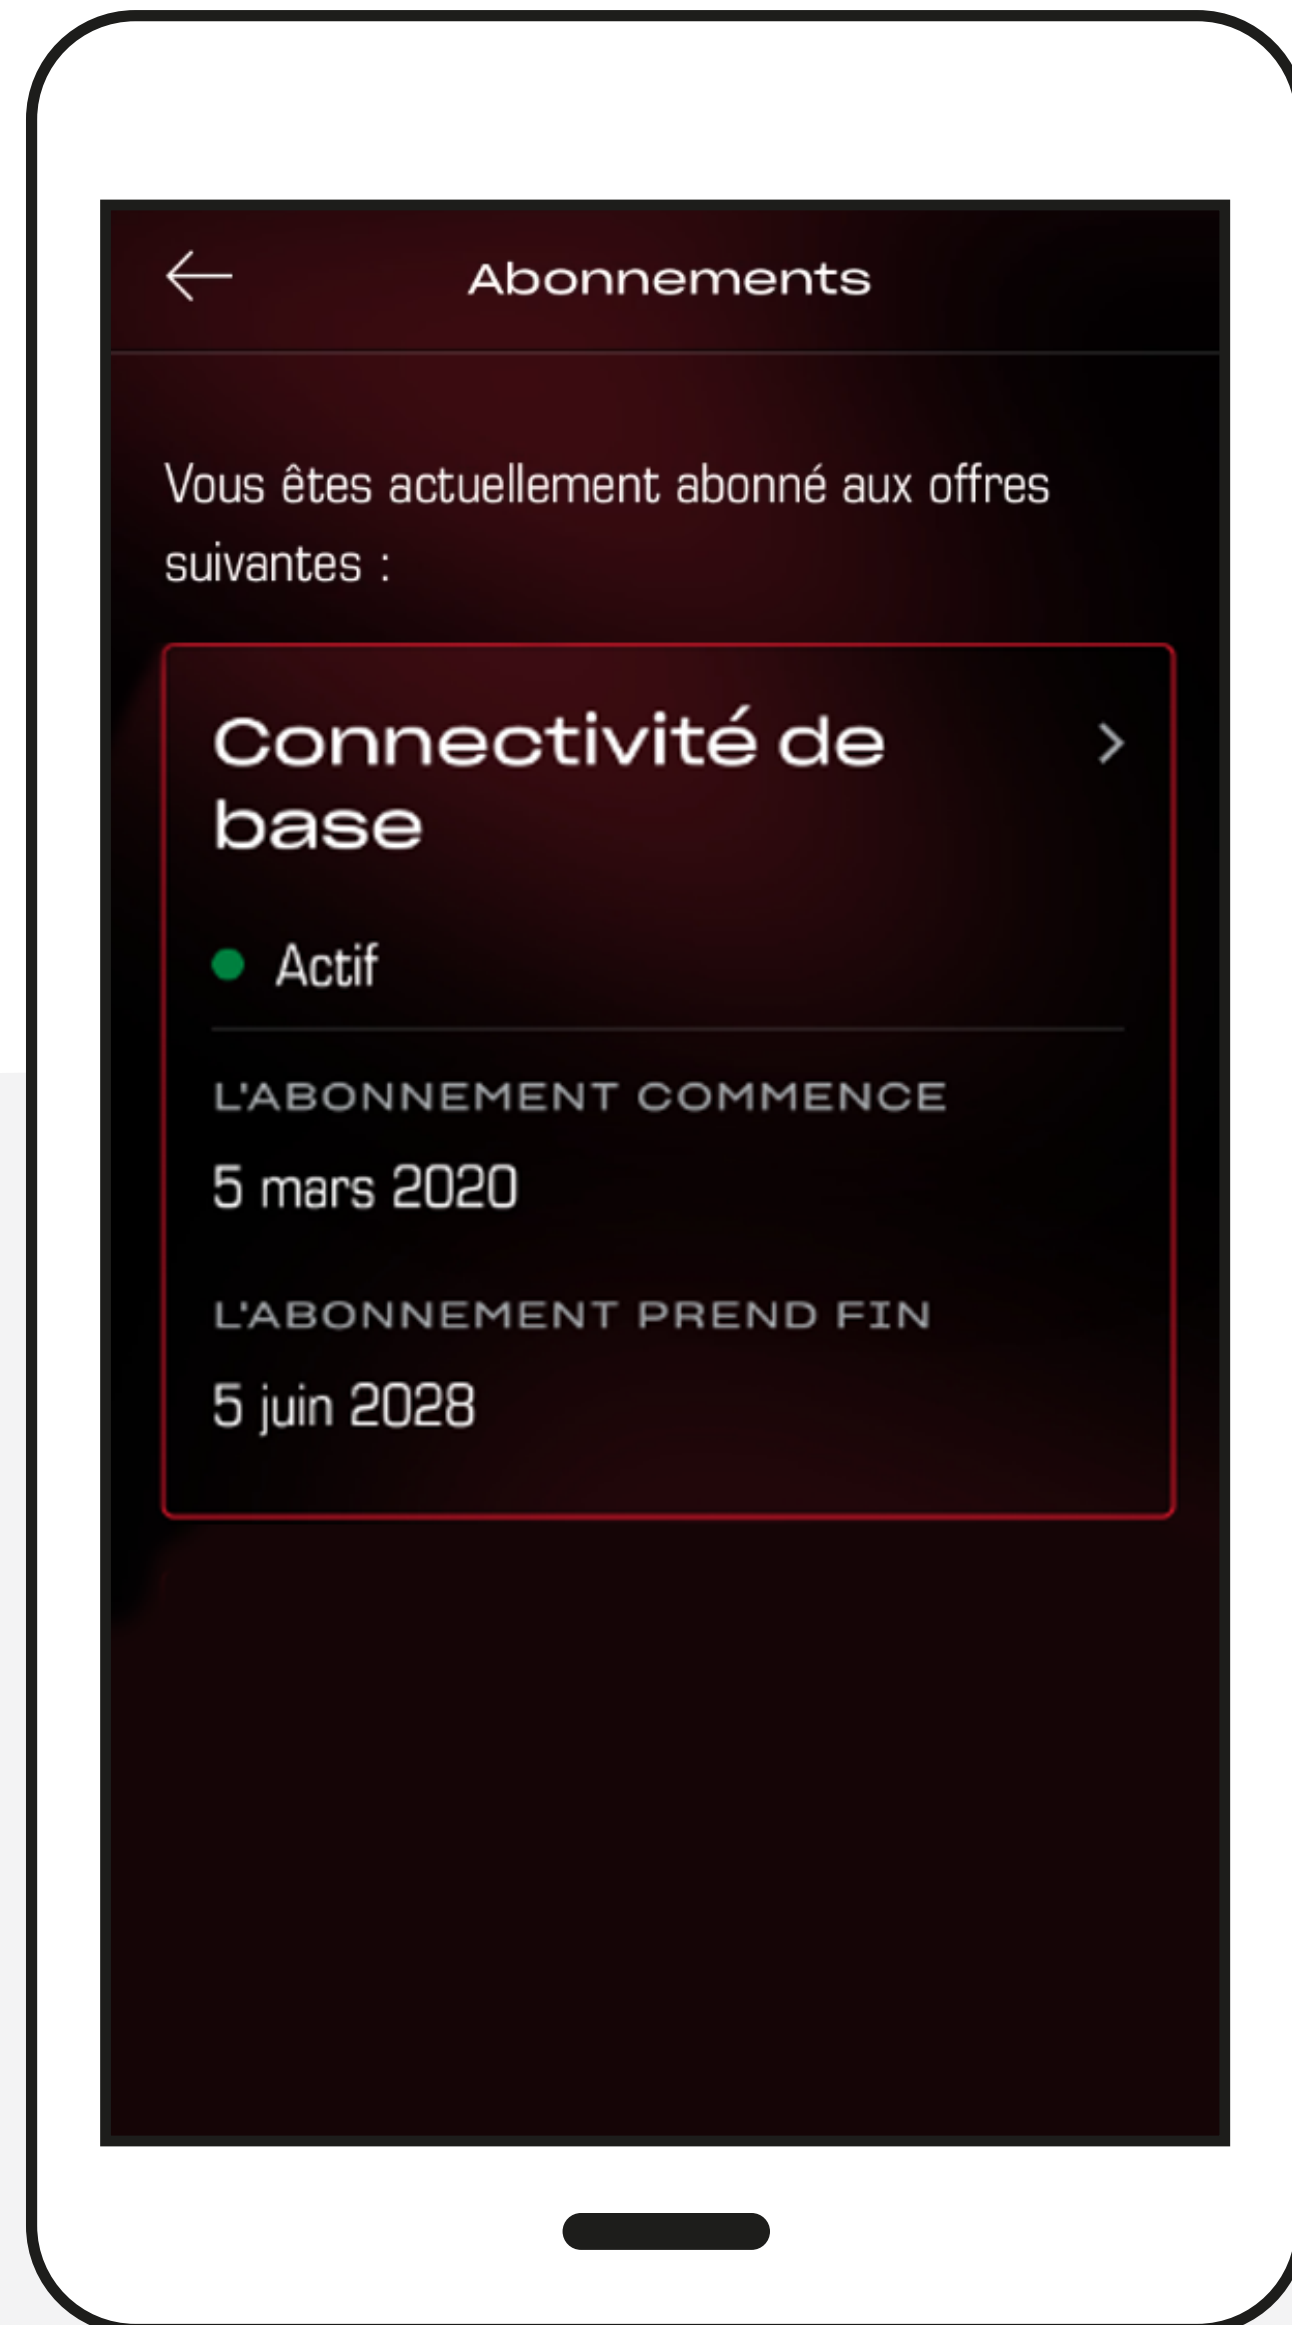 Abonnements
Vous êtes actuellement abonné aux offres
suivantes :
Connectivité de
base
Actif
L'ABONNEMENT COMMENCE
5 mars 2020
L'ABONNEMENT PREND FIN
5 juin 2028